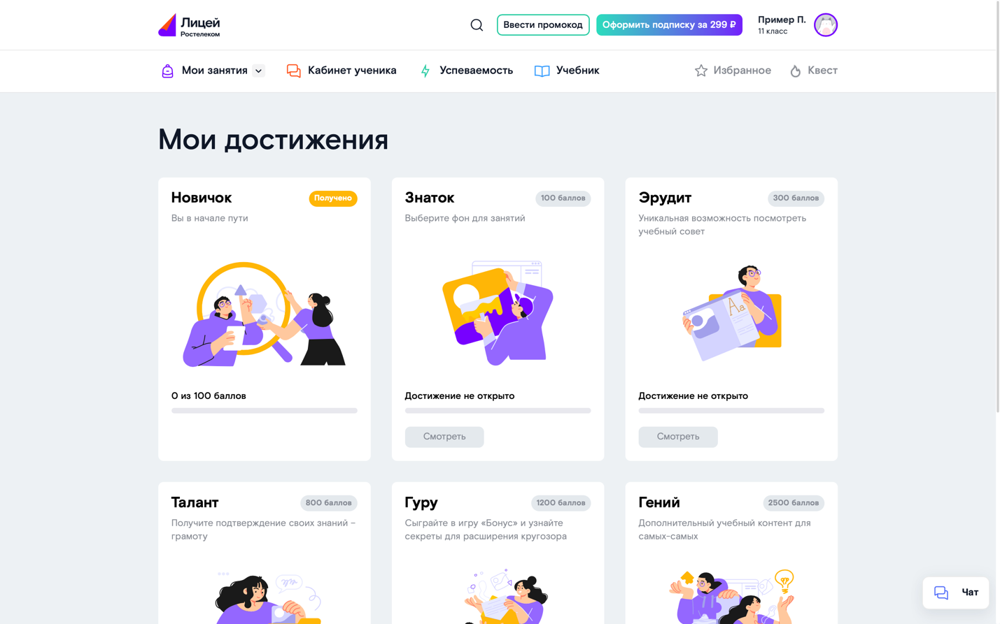 Лицей
Ростелеком
Ввести промокод
Оформить подписку за 299 ₽
Пример П.
11 класс
Мои занятия
Кабинет ученика
Успеваемость
Учебник
Избранное
Квест
Мои достижения
Новичок
Получено
Вы в начале пути
0 из 100 баллов
Знаток
100 баллов
Выберите фон для занятий
Достижение не открыто
Смотреть
Эрудит
300 баллов
Уникальная возможность посмотреть
учебный совет
Aa
Достижение не открыто
Смотреть
Талант
800 баллов
Получите подтверждение своих знаний –
грамоту
Гуру
1200 баллов
Сыграйте в игру «Бонус» и узнайте
секреты для расширения кругозора
Гений
2500 баллов
Дополнительный учебный контент для
самых-самых
Чат